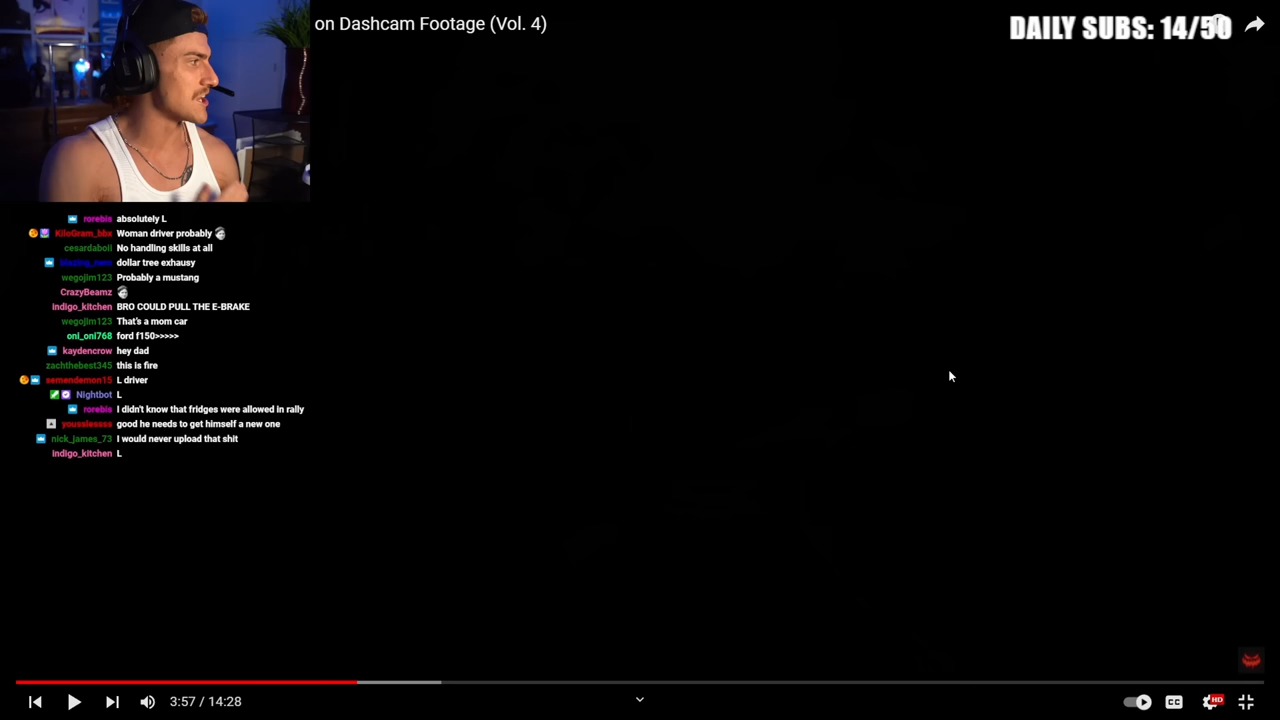 on Dashcam Footage (Vol. 4)
DAILY SUBS: 14/50
rorebis absolutely L
KiloGram_bbx Woman driver probably
cesardaboii No handling skills at all
dollar tree exhausy
wegojim123 Probably a mustang
CrazyBeamz
indigo_kitchen BRO COULD PULL THE E-BRAKE
wegojim123 That's a mom car
oni_oni768 ford f150>>>>>
kaydencrow hey dad
zachthebest345 this is fire
semendemon15 L driver
Nightbot L
rorebis I didn't know that fridges were allowed in rally
good he needs to get himself a new one
nick_james_73 I would never upload that shit
indigo_kitchen L
3:57 / 14:28
CC
HD